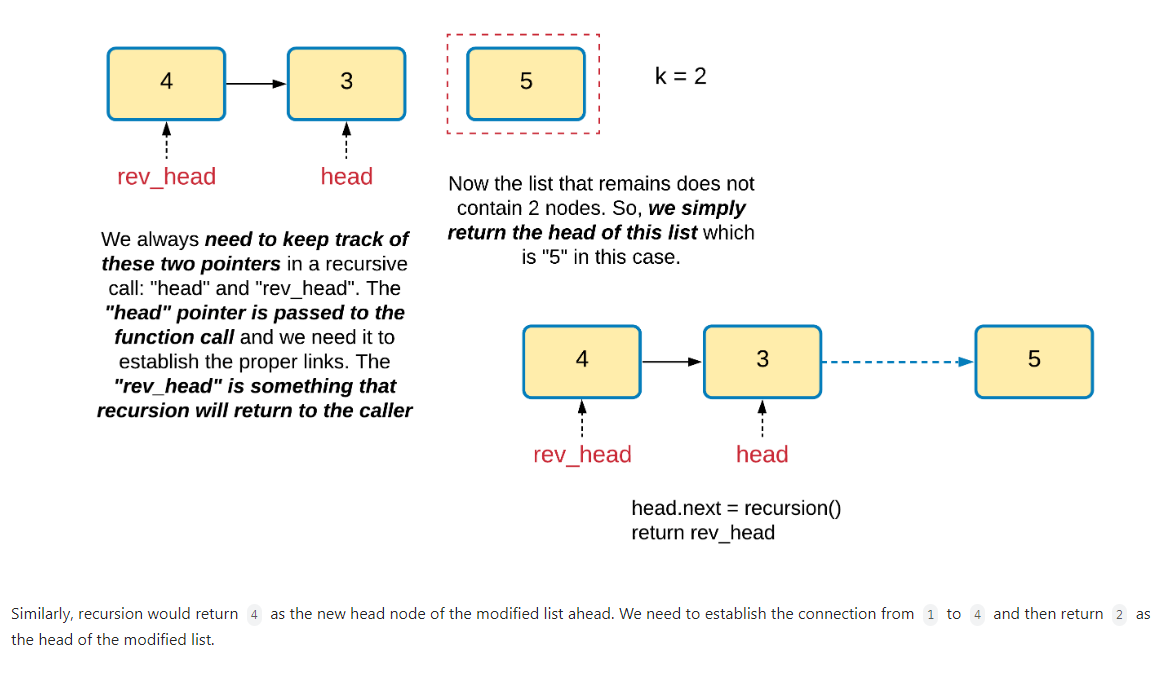 4
3
5
k = 2
rev_head
head
We always need to keep track of
these two pointers in a recursive
call: "head" and "rev_head". The
"head" pointer is passed to the
function call and we need it to
establish the proper links. The
"rev_head" is something that
recursion will return to the caller
Now the list that remains does not
contain 2 nodes. So, we simply
return the head of this list which
is "5" in this case.
4
3
5
rev_head
head
head.next = recursion()
return rev_head
Similarly, recursion would return 4 as the new head node of the modified list ahead. We need to establish the connection from 1 to 4 and then return 2 as
the head of the modified list.